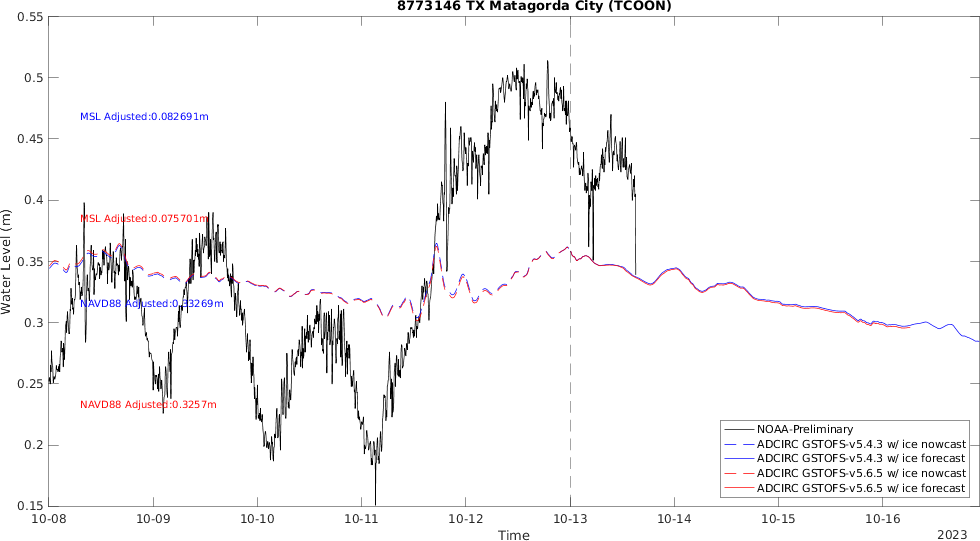 8773146 TX Matagorda City (TCOON)
0.55
0.5
0.45
0.4
0.35
0.3
0.25
0.2
0.15
Water Level (m)
MSL Adjusted:0.082691m
MSL Adjusted:0.075701m
NAVD88 Adjusted:0.33269m
NAVD88 Adjusted:0.3257m
NOAA-Preliminary
ADCIRC GSTOFS-v5.4.3 w/ ice nowcast
ADCIRC GSTOFS-v5.4.3 w/ ice forecast
ADCIRC GSTOFS-v5.6.5 w/ ice nowcast
ADCIRC GSTOFS-v5.6.5 w/ ice forecast
10-08 10-09 10-10 10-11 10-12 10-13 10-14 10-15 10-16
Time
2023